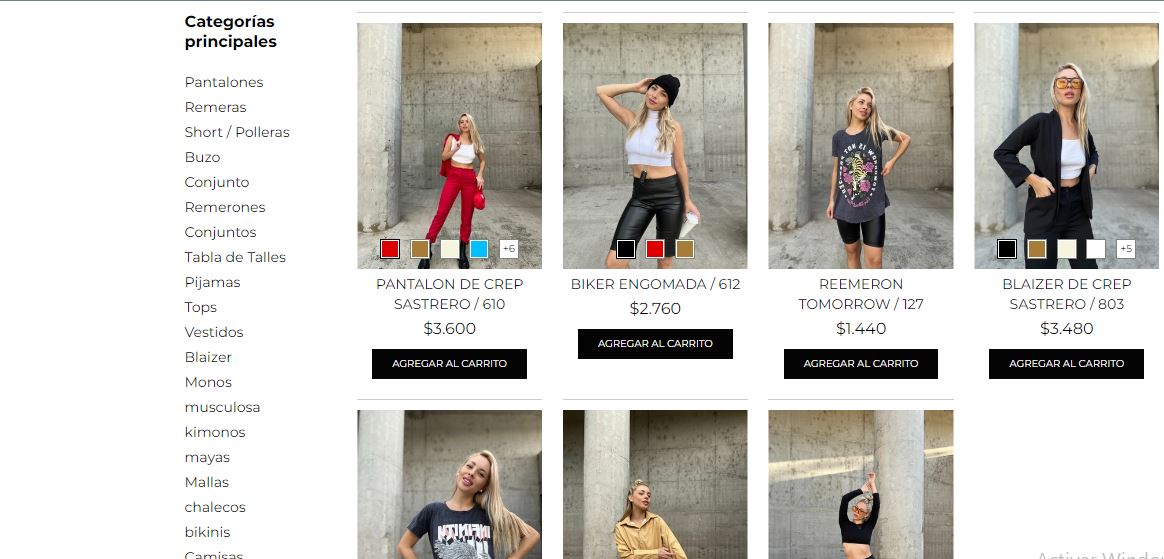 Categorías
principales
Pantalones
Remeras
Short / Polleras
Buzo
Conjunto
Remerones
Conjuntos
Tabla de Talles
Pijamas
Tops
Vestidos
Blaizer
Monos
musculosa
kimonos
mayas
Mallas
chalecos
bikinis
Camisas
+6
PANTALON DE CREP
SASTRERO / 610
$3.600
AGREGAR AL CARRITO
BIKER ENGOMADA / 612
$2.760
AGREGAR AL CARRITO
REEMERON
TOMORROW / 127
$1.440
AGREGAR AL CARRITO
+5
BLAIZER DE CREP
SASTRERO / 803
$3.480
AGREGAR AL CARRITO
Activar Window